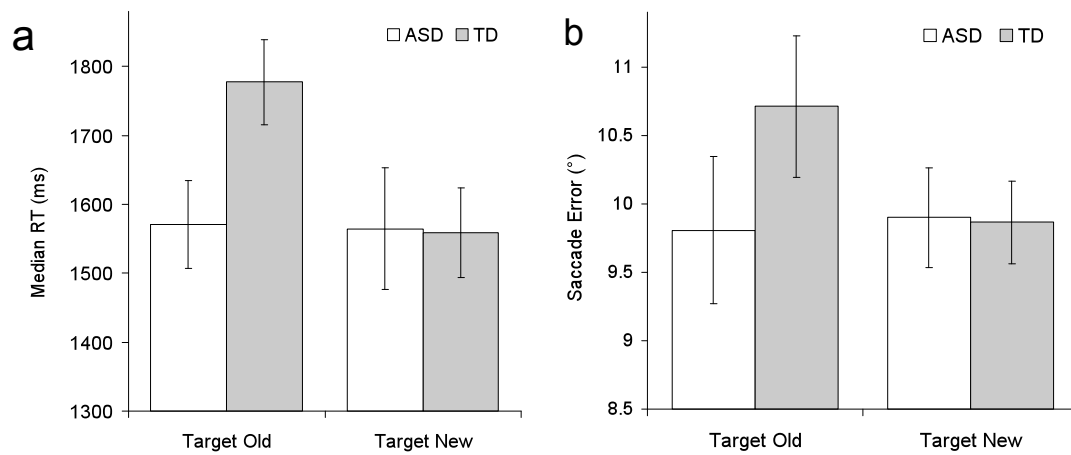 a
ASD TD
1800
1700
1600
1500
1400
1300
Median RT (ms)
Target Old Target New
b
ASD TD
11
10.5
10
9.5
9
8.5
Saccade Error (°)
Target Old Target New